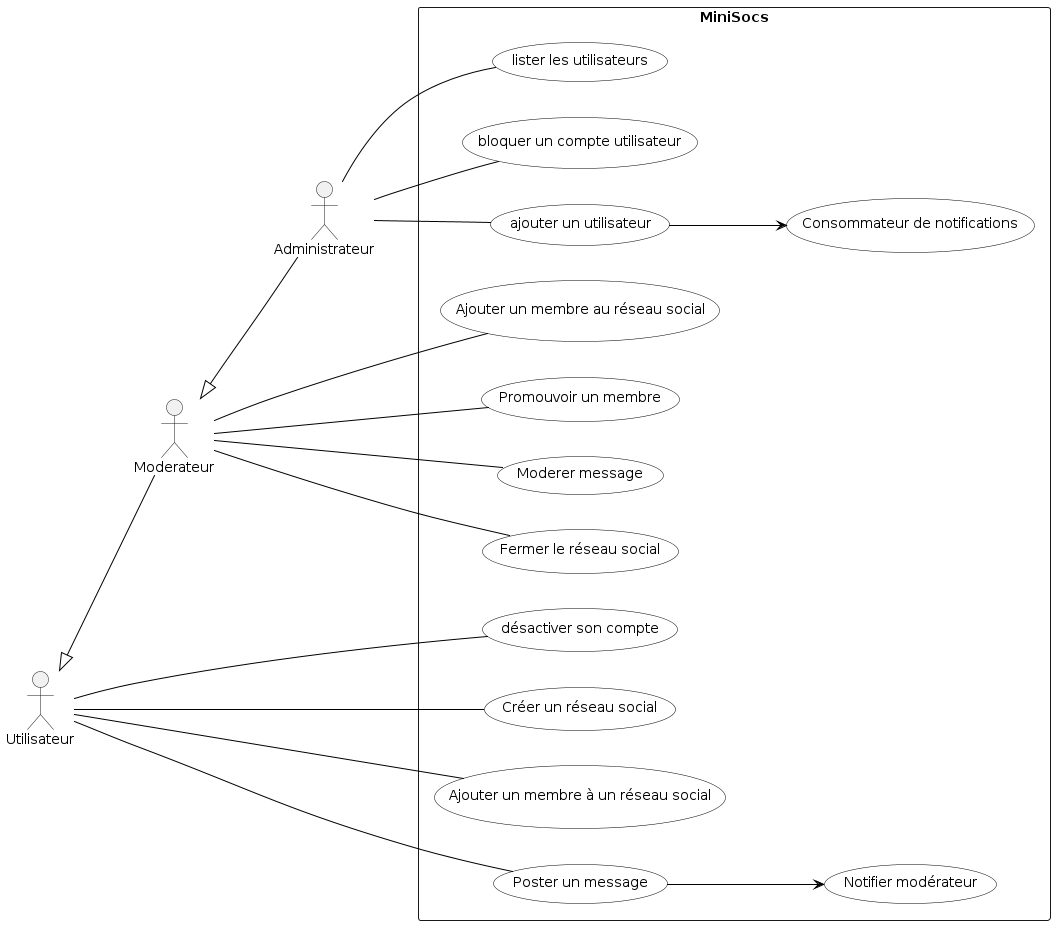 MiniSocs
lister les utilisateurs
bloquer un compte utilisateur
ajouter un utilisateur
Consommateur de notifications
Administrateur
Ajouter un membre au réseau social
Promouvoir un membre
Moderateur
Moderer message
Fermer le réseau social
désactiver son compte
Créer un réseau social
Utilisateur
Ajouter un membre à un réseau social
Poster un message
Notifier modérateur